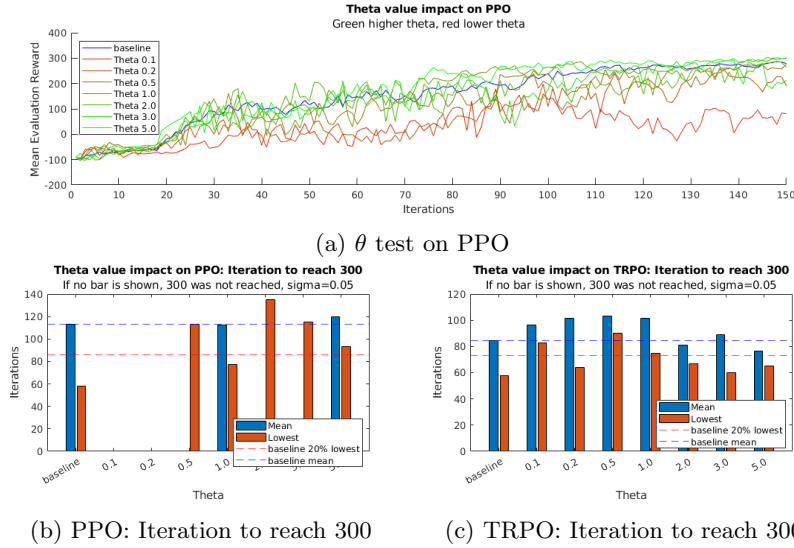 Theta value impact on PPO
Green higher theta, red lower theta
400
300
200
100
0
-100
-200
Mean Evaluation Reward
baseline
Theta 0.1
Theta 0.2
Theta 0.5
Theta 1.0
Theta 2.0
Theta 3.0
Theta 5.0
0 10 20 30 40 50 60 70 80 90 100 110 120 130 140 150
Iterations
(a) θ test on PPO
Theta value impact on PPO: Iteration to reach 300
If no bar is shown, 300 was not reached, sigma=0.05
140
120
100
80
60
40
20
0
Iterations
Mean
Lowest
baseline 20% lowest
baseline mean
baseline 0.1 0.2 0.5 1.0
Theta
(b) PPO: Iteration to reach 300
Theta value impact on TRPO: Iteration to reach 300
If no bar is shown, 300 was not reached, sigma=0.05
120
100
80
60
40
20
0
Iterations
Mean
Lowest
baseline 20% lowest
baseline mean
baseline 0.1 0.2 0.5 1.0 2.0 3.0 5.0
Theta
(c) TRPO: Iteration to reach 300